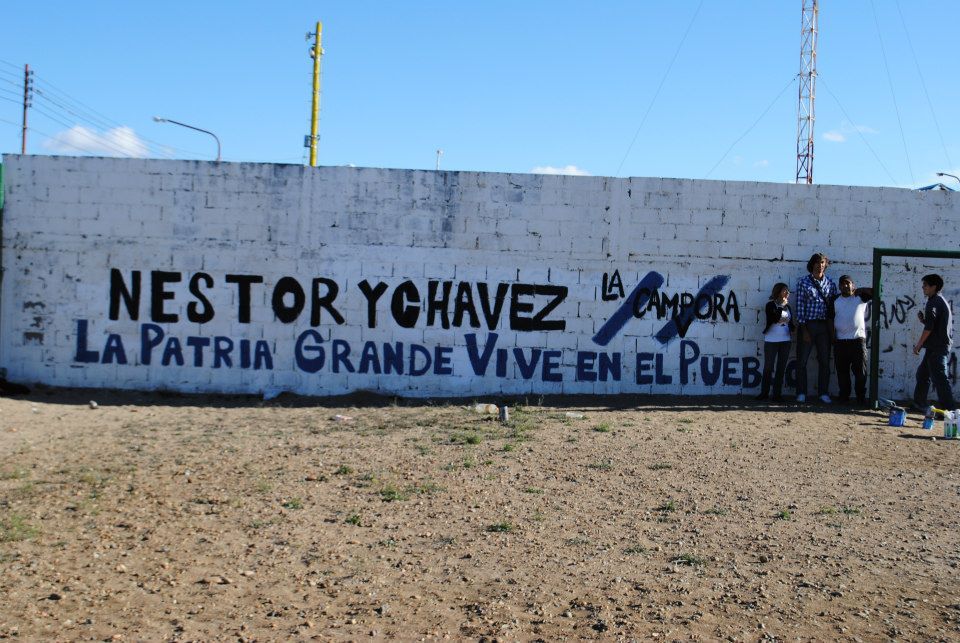 NESTOR Y CHAVEZ
LA CAMPORA
LA PATRIA GRANDE VIVE EN EL PUEB